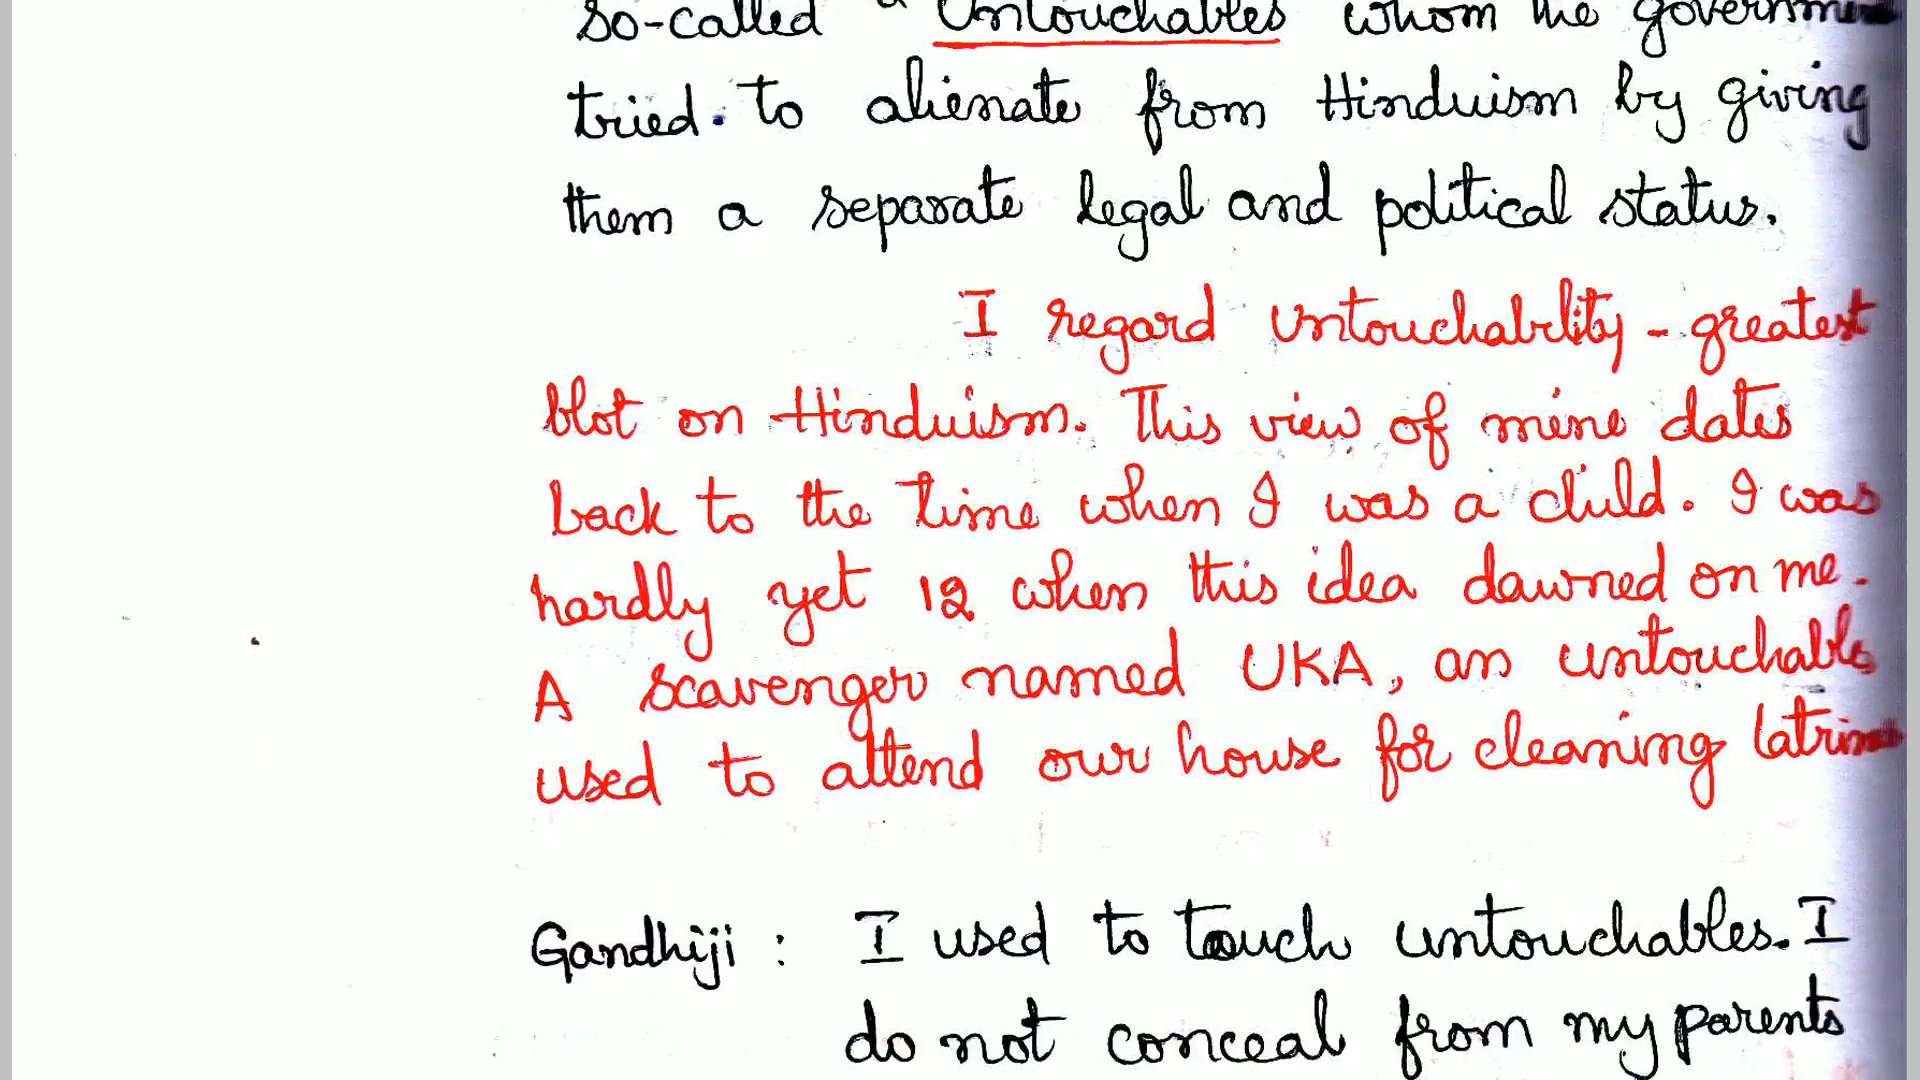 so-called " Untouchables whom the governme
tried. to alienate from Hinduism by giving
them a separate legal and political status.
I regard untouchability - greatest
blot on Hinduism. This view of mine dates
back to the time when I was a child. I was
hardly yet 12 when this idea dawned on me.
A scavenger named UKA, an untouchable
used to attend our house for cleaning latrine
Gandhiji : I used to touch untouchables. I
do not conceal from my parents